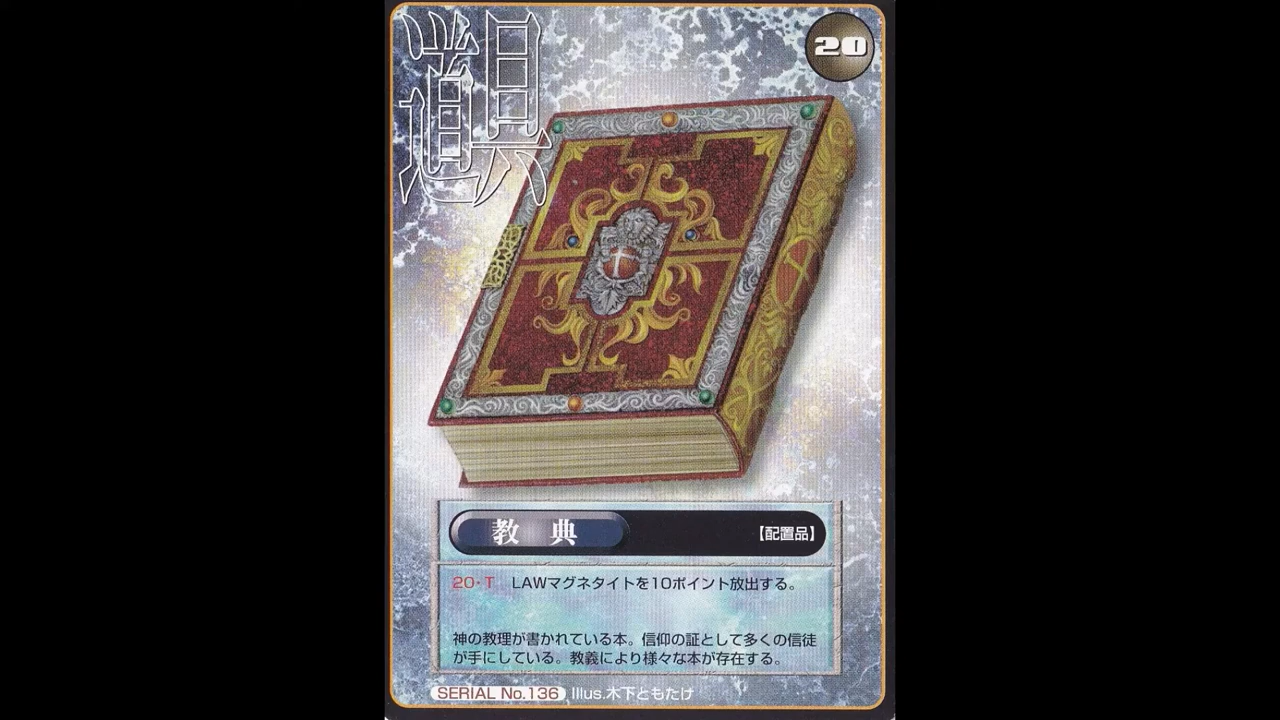 道具
20
教 典
【配置品】
20・T LAWマグネタイトを10ポイント放出する。
神の教理が書かれている本。信仰の証として多くの信徒
が手にしている。教義により様々な本が存在する。
SERIAL No.136 Illus.木下ともたけ